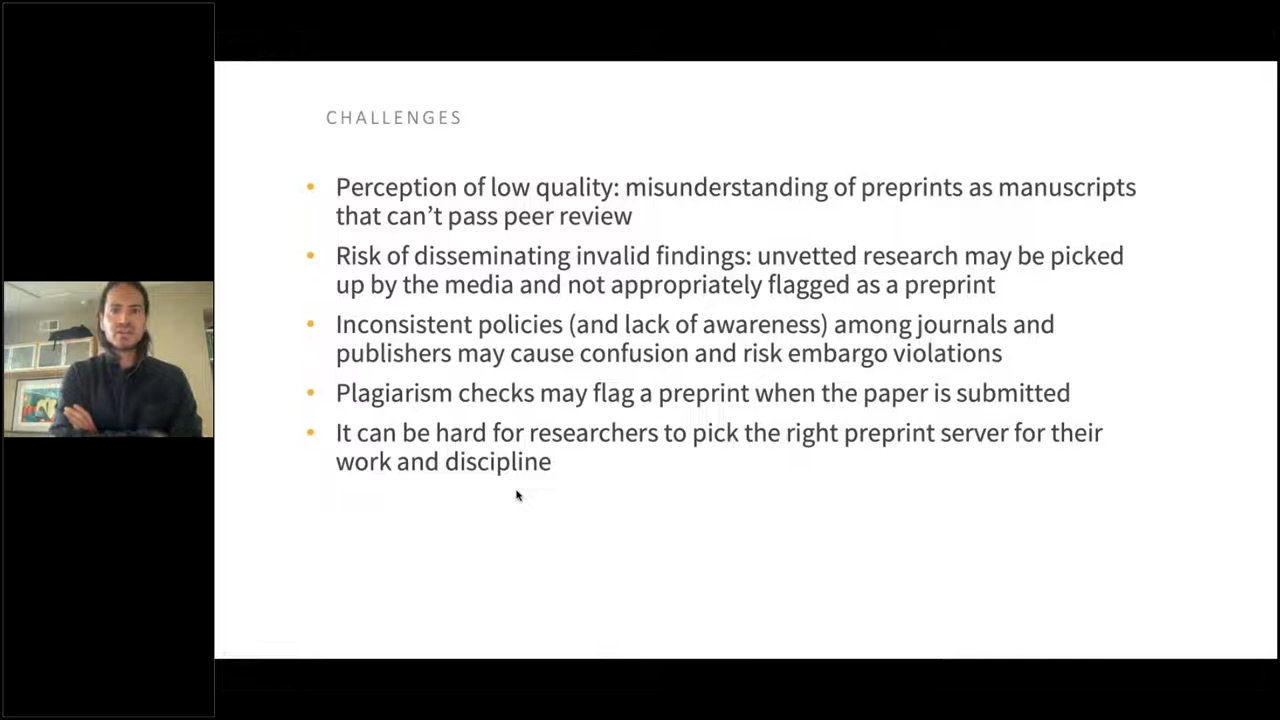 CHALLENGES
• Perception of low quality: misunderstanding of preprints as manuscripts
that can’t pass peer review
• Risk of disseminating invalid findings: unvetted research may be picked
up by the media and not appropriately flagged as a preprint
• Inconsistent policies (and lack of awareness) among journals and
publishers may cause confusion and risk embargo violations
• Plagiarism checks may flag a preprint when the paper is submitted
• It can be hard for researchers to pick the right preprint server for their
work and discipline